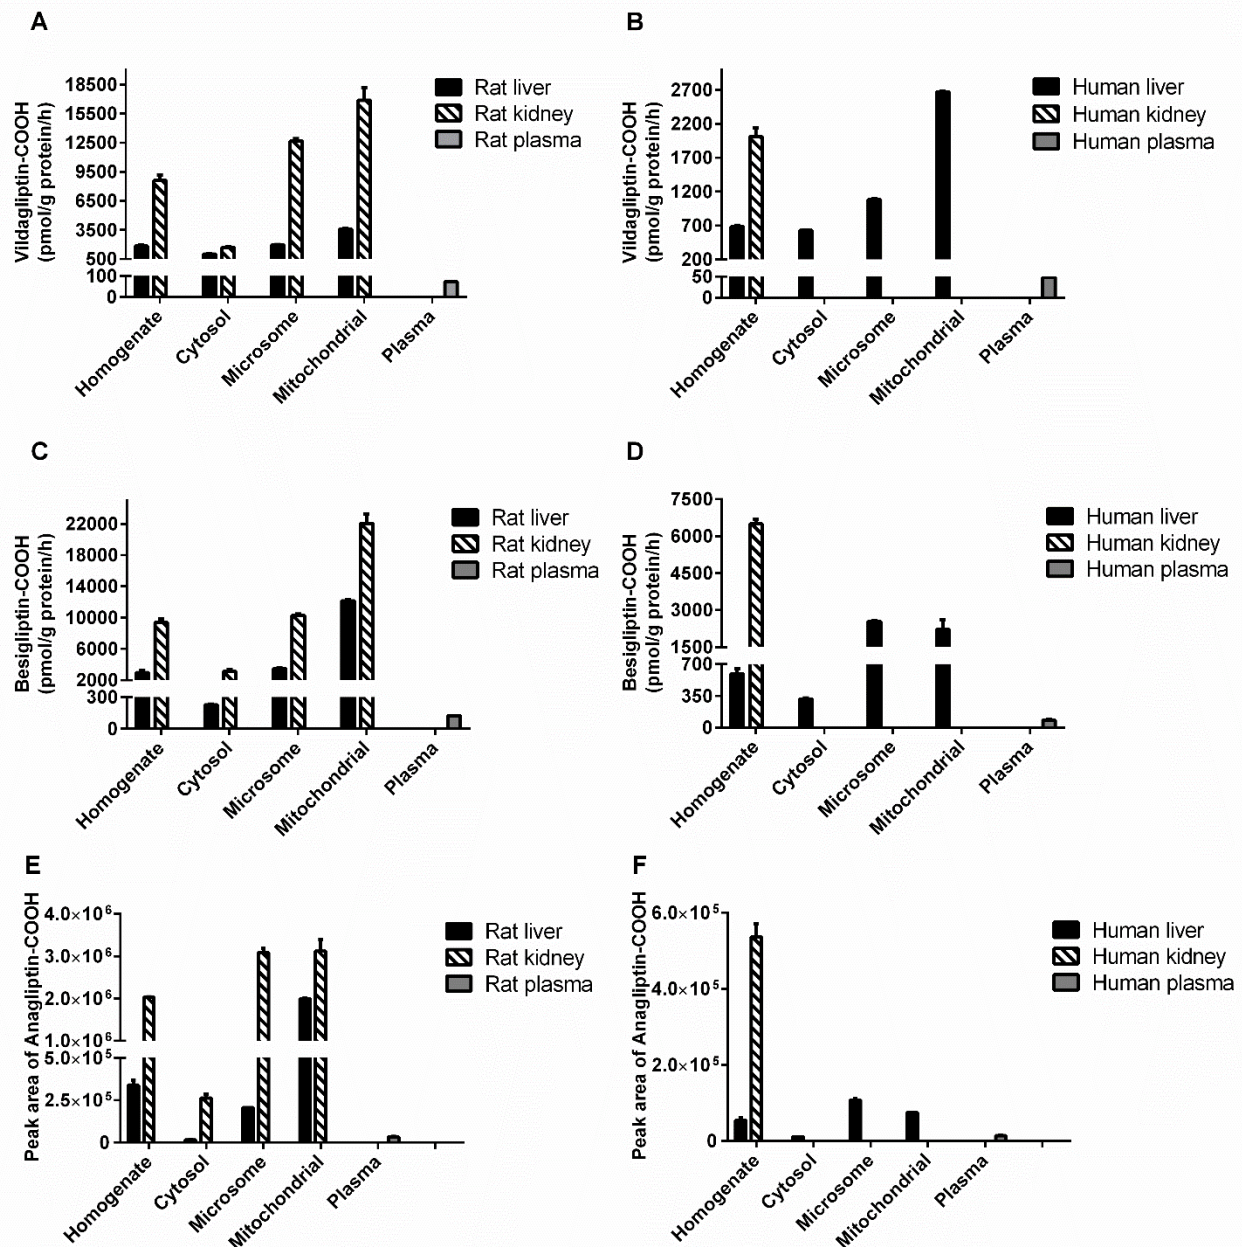 A
Vildagliptin-COOH
(pmol/g protein/h)
18500
15500
12500
9500
6500
3500
500
100
0
Homogenate
Cytosol
Microsome
Mitochondrial
Plasma
Rat liver
Rat kidney
Rat plasma
B
Vildagliptin-COOH
(pmol/g protein/h)
2700
2200
1700
1200
700
200
50
0
Homogenate
Cytosol
Microsome
Mitochondrial
Plasma
Human liver
Human kidney
Human plasma
C
Besigliptin-COOH
(pmol/g protein/h)
22000
18000
14000
10000
6000
2000
300
0
Homogenate
Cytosol
Microsome
Mitochondrial
Plasma
Rat liver
Rat kidney
Rat plasma
D
Besigliptin-COOH
(pmol/g protein/h)
7500
6000
4500
3000
1500
700
350
0
Homogenate
Cytosol
Microsome
Mitochondrial
Plasma
Human liver
Human kidney
Human plasma
E
Peak area of Anagliptin-COOH
4.0×10⁶
3.0×10⁶
2.0×10⁶
1.0×10⁶
5.0×10⁵
2.5×10⁵
0
Homogenate
Cytosol
Microsome
Mitochondrial
Plasma
Rat liver
Rat kidney
Rat plasma
F
Peak area of Anagliptin-COOH
6.0×10⁵
4.0×10⁵
2.0×10⁵
0
Homogenate
Cytosol
Microsome
Mitochondrial
Plasma
Human liver
Human kidney
Human plasma